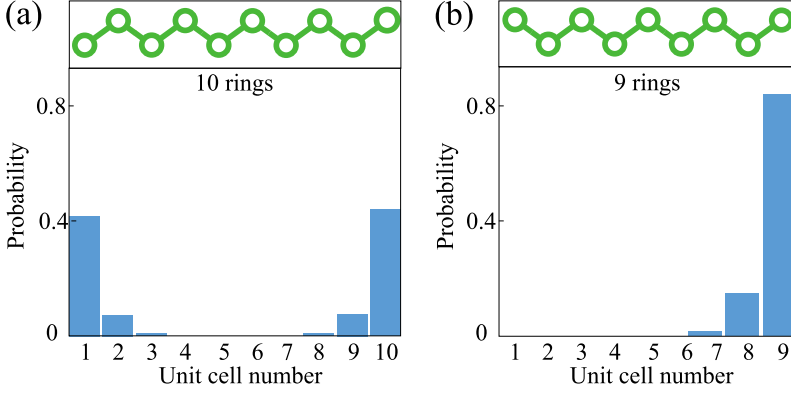 (a)
10 rings
0.8
0.4
0
Probability
1 2 3 4 5 6 7 8 9 10
Unit cell number
(b)
9 rings
0.8
0.4
0
Probability
1 2 3 4 5 6 7 8 9
Unit cell number